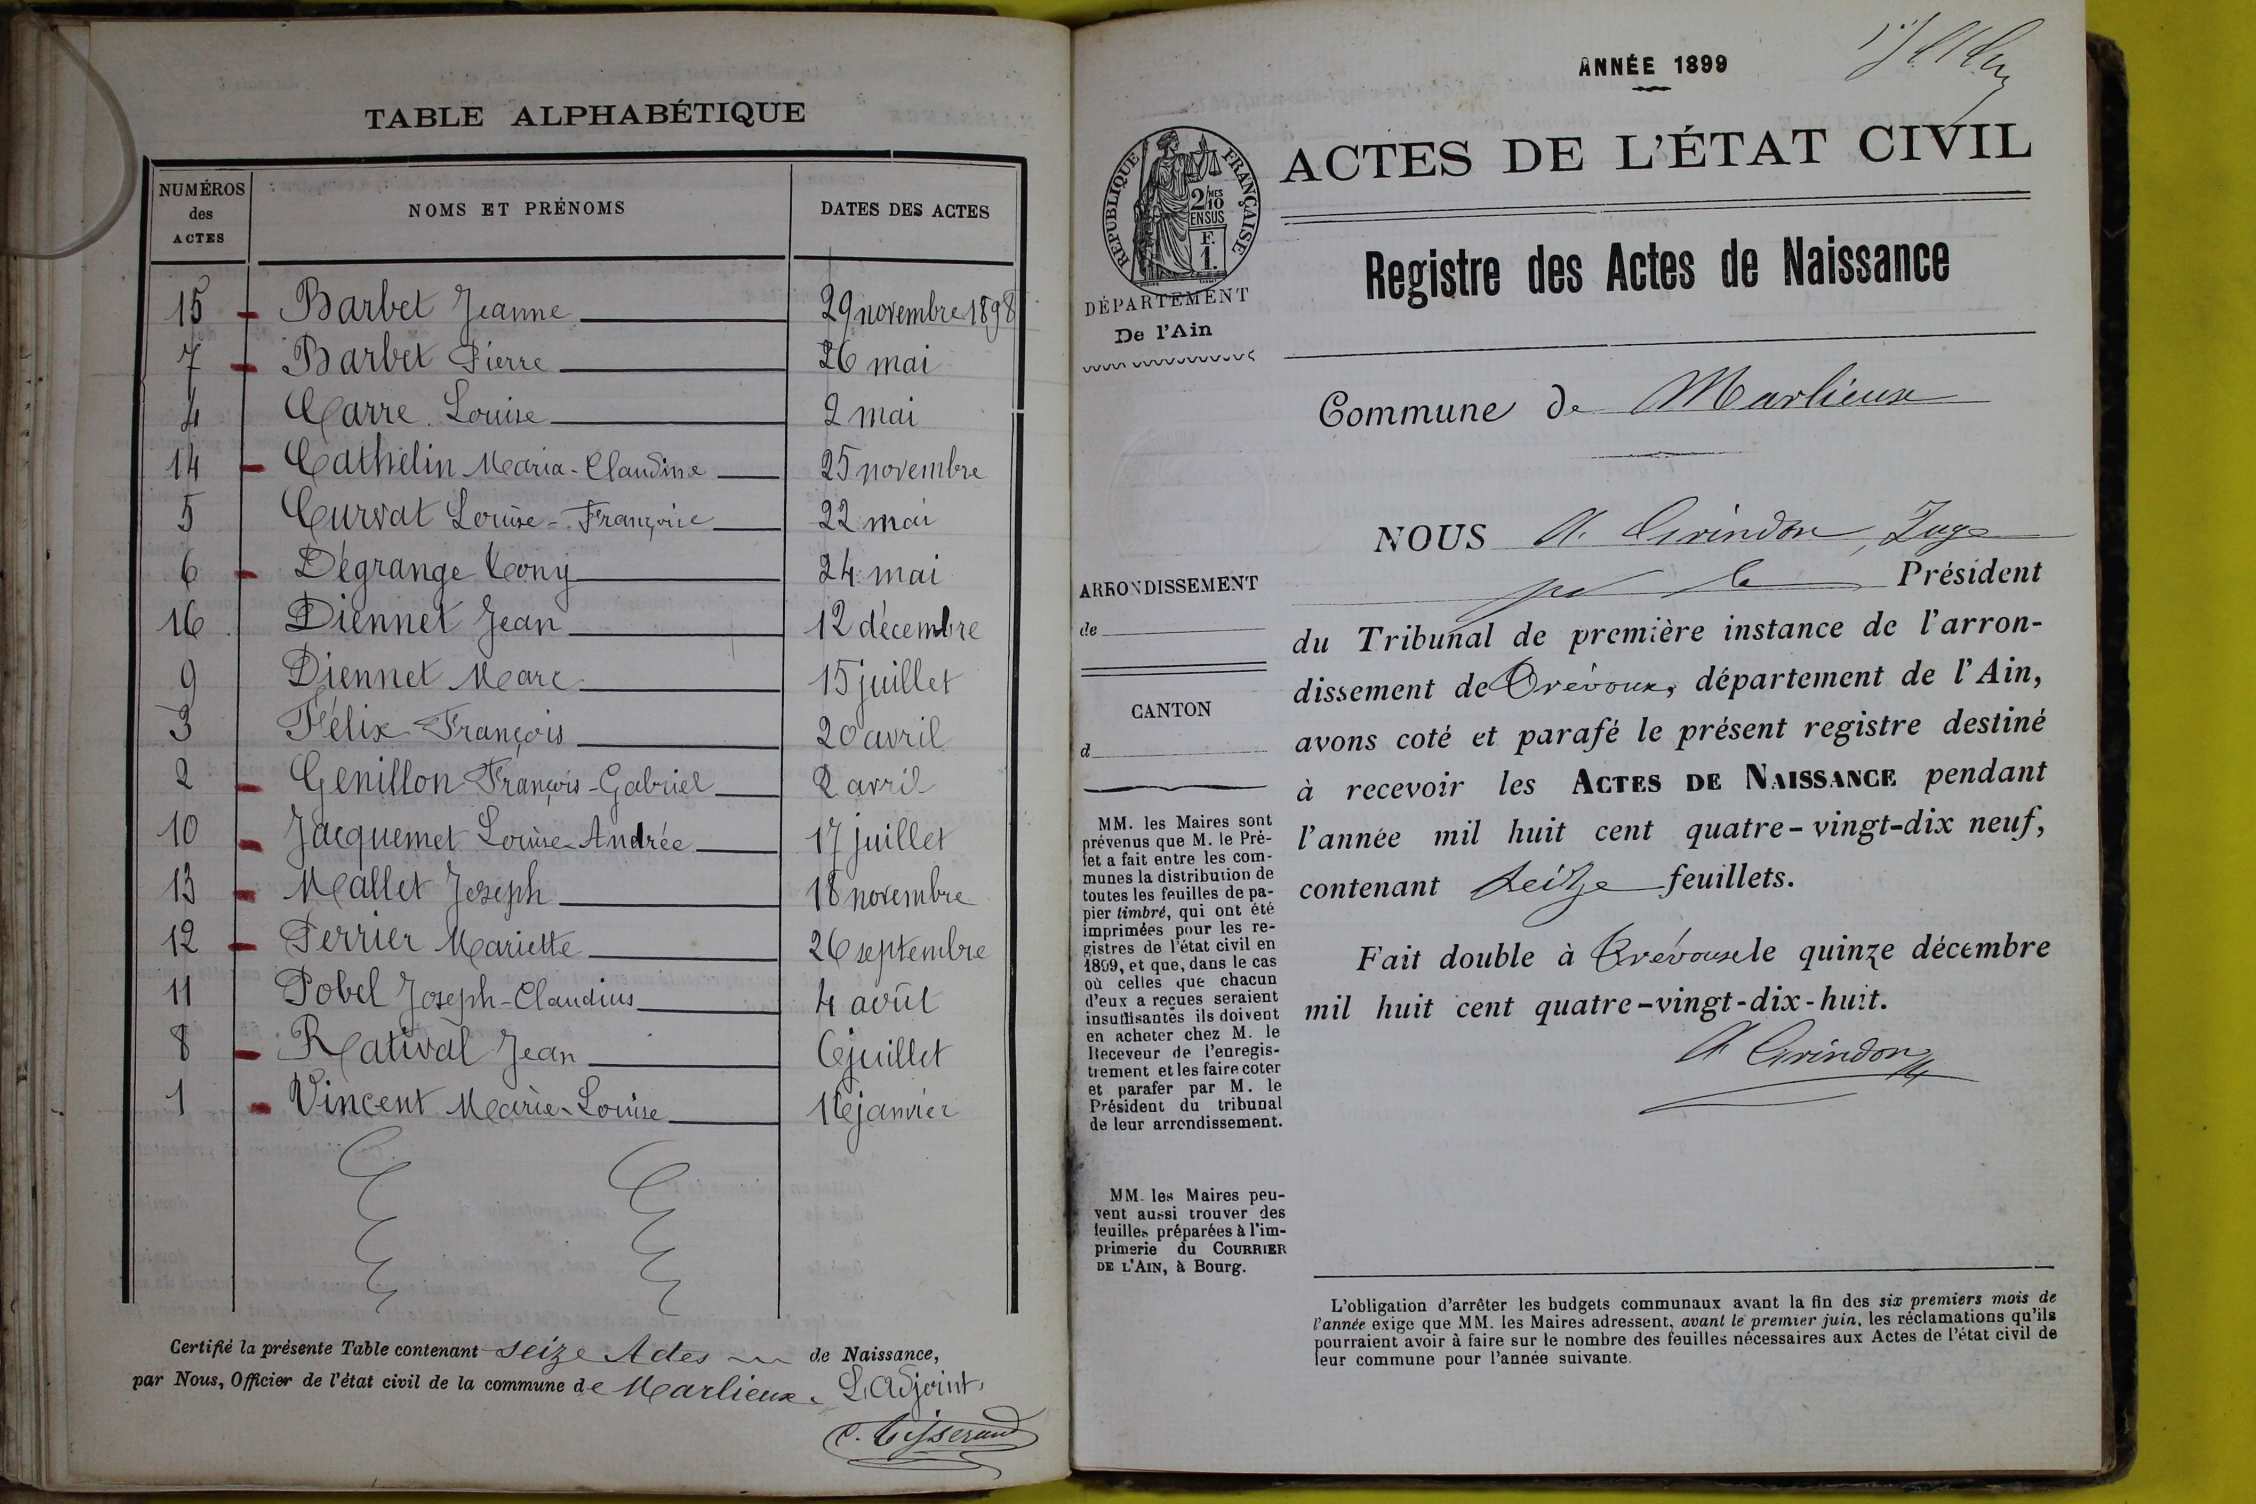 TABLE ALPHABÉTIQUE
NUMÉROS des ACTES NOMS ET PRÉNOMS DATES DES ACTES
15 - Barbet Jeanne 29 novembre 1898
7 - Barbet Pierre 26 mai
4 Carre Louise 2 mai
14 - Cathelin Maria-Claudine 25 novembre
5 Curvat Louise-Françoise 22 mai
6 - Dégrange Tony 24 mai
16 Diennet Jean 12 décembre
9 Diennet Marc 15 juillet
3 Félix François 20 avril
2 - Genillon François-Gabriel 2 avril
10 - Jacquemet Louise-Andrée 17 juillet
13 - Mallet Joseph 18 novembre
12 - Perrier Mariette 26 septembre
11 Pobel Joseph-Claudius 4 août
8 - Rativàl Jean 6 juillet
1 - Vincent Marie-Louise 16 janvier
Certifié la présente Table contenant seize Actes de Naissance,
par Nous, Officier de l'état civil de la commune de Marlieux. L'Adjoint,
C. Tisserand
ANNÉE 1899
ACTES DE L'ÉTAT CIVIL
RÉPUBLIQUE FRANÇAISE
2/10MES
EN SUS
F.
1.
DÉPARTEMENT
De l'Ain
Registre des Actes de Naissance
Commune de Marlieux
NOUS A. Grindon, Juge
pr le Président
du Tribunal de première instance de l'arron-
dissement de Trévoux, département de l'Ain,
avons coté et parafé le présent registre destiné
à recevoir les ACTES DE NAISSANCE pendant
l'année mil huit cent quatre-vingt-dix neuf,
contenant seize feuillets.
Fait double à Trévoux le quinze décembre
mil huit cent quatre-vingt-dix-huit.
A Grindon
ARRONDISSEMENT
de
CANTON
d
MM. les Maires sont
prévenus que M. le Pré-
fet a fait entre les com-
munes la distribution de
toutes les feuilles de pa-
pier timbré, qui ont été
imprimées pour les re-
gistres de l'état civil en
1899, et que, dans le cas
où celles que chacun
d'eux a reçues seraient
insuffisantes ils doivent
en acheter chez M. le
Receveur de l'enregis-
trement et les faire coter
et parafer par M. le
Président du tribunal
de leur arrondissement.
MM. les Maires peu-
vent aussi trouver des
feuilles préparées à l'im-
primerie du COURRIER
DE L'AIN, à Bourg.
L'obligation d'arrêter les budgets communaux avant la fin des six premiers mois de
l'année exige que MM. les Maires adressent, avant le premier juin, les réclamations qu'ils
pourraient avoir à faire sur le nombre des feuilles nécessaires aux Actes de l'état civil de
leur commune pour l'année suivante.